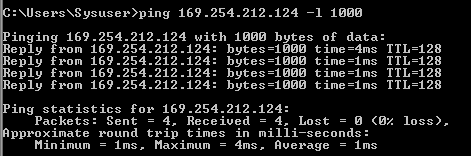 C:\Users\Sysuser>ping 169.254.212.124 -l 1000
Pinging 169.254.212.124 with 1000 bytes of data:
Reply from 169.254.212.124: bytes=1000 time=4ms TTL=128
Reply from 169.254.212.124: bytes=1000 time=1ms TTL=128
Reply from 169.254.212.124: bytes=1000 time=1ms TTL=128
Reply from 169.254.212.124: bytes=1000 time=1ms TTL=128
Ping statistics for 169.254.212.124:
Packets: Sent = 4, Received = 4, Lost = 0 (0% loss),
Approximate round trip times in milli-seconds:
Minimum = 1ms, Maximum = 4ms, Average = 1ms